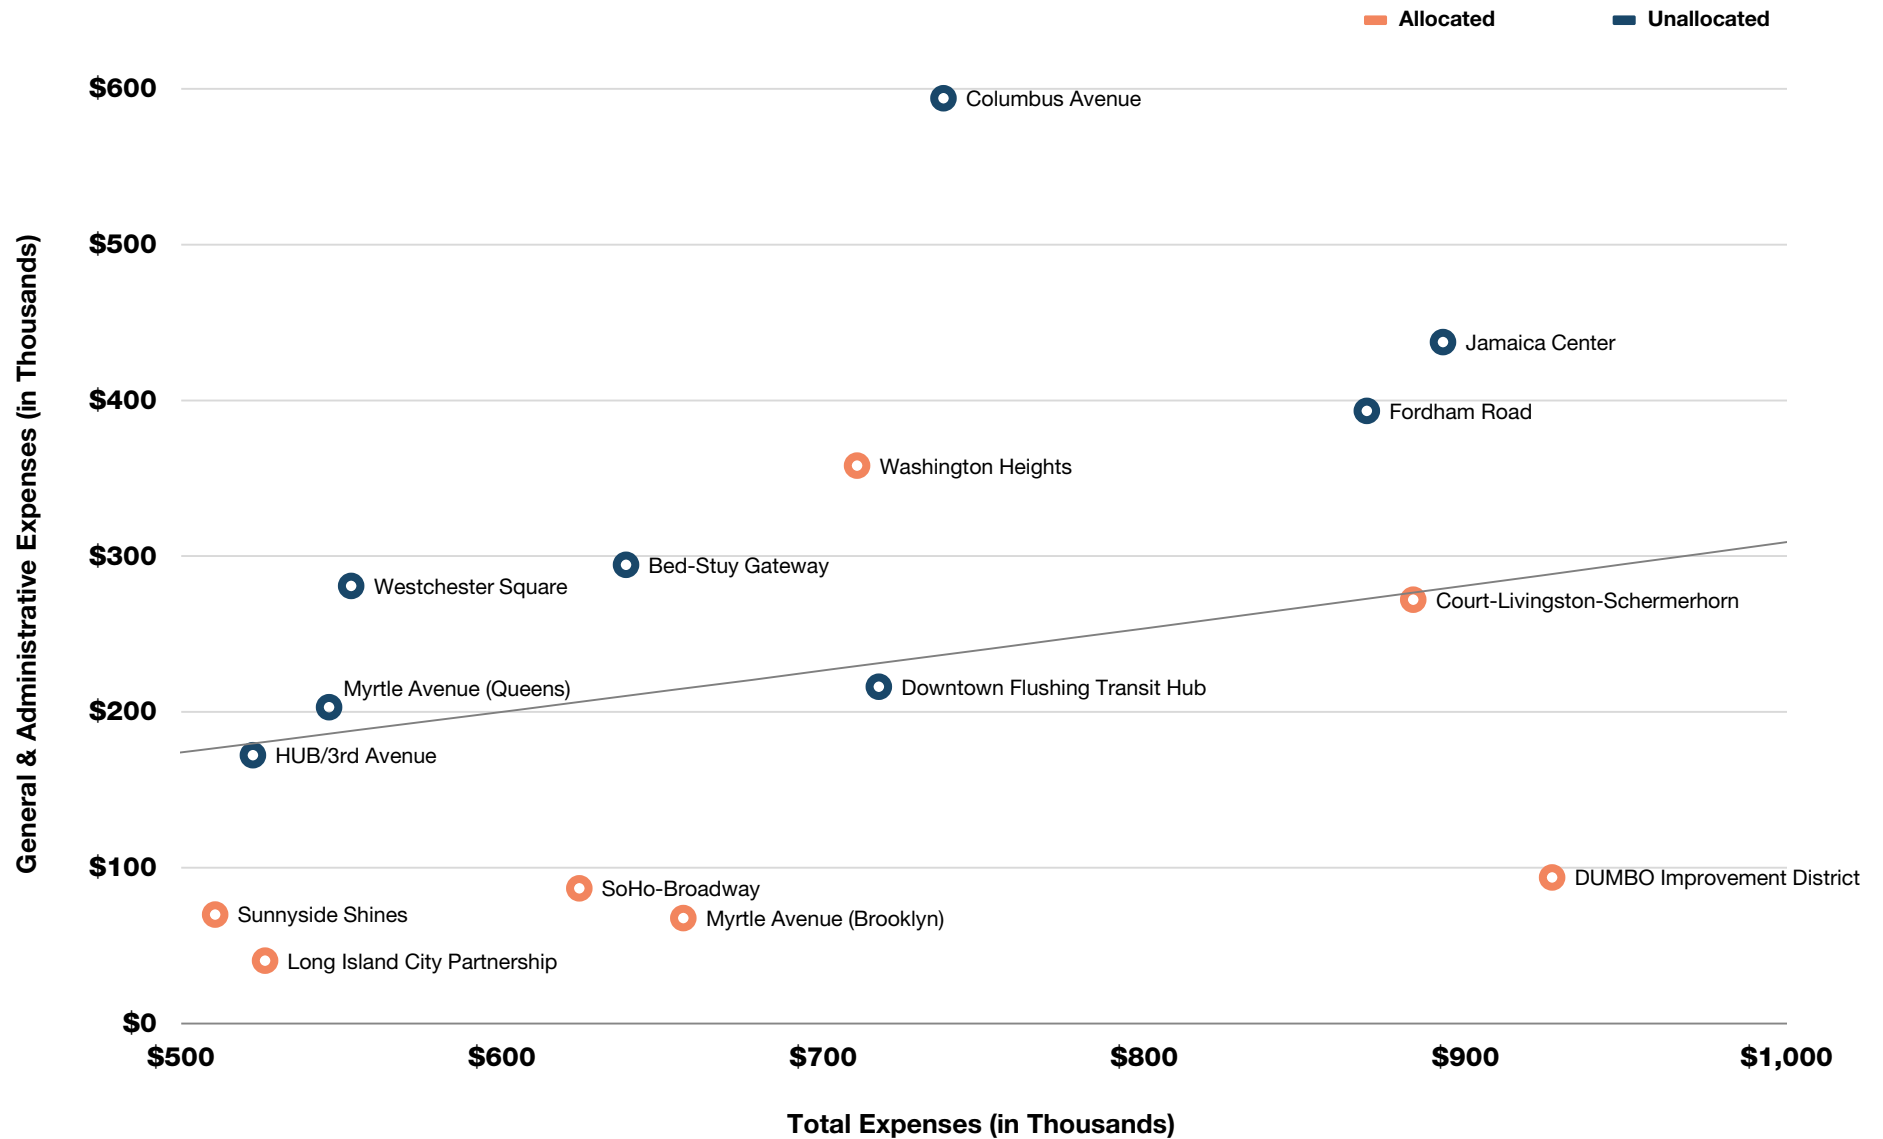 Allocated
Unallocated
General & Administrative Expenses (in Thousands)
$600
$500
$400
$300
$200
$100
$0
Columbus Avenue
Jamaica Center
Fordham Road
Washington Heights
Bed-Stuy Gateway
Westchester Square
Court-Livingston-Schermerhorn
Myrtle Avenue (Queens)
Downtown Flushing Transit Hub
HUB/3rd Avenue
DUMBO Improvement District
SoHo-Broadway
Sunnyside Shines
Myrtle Avenue (Brooklyn)
Long Island City Partnership
$500
$600
$700
$800
$900
$1,000
Total Expenses (in Thousands)